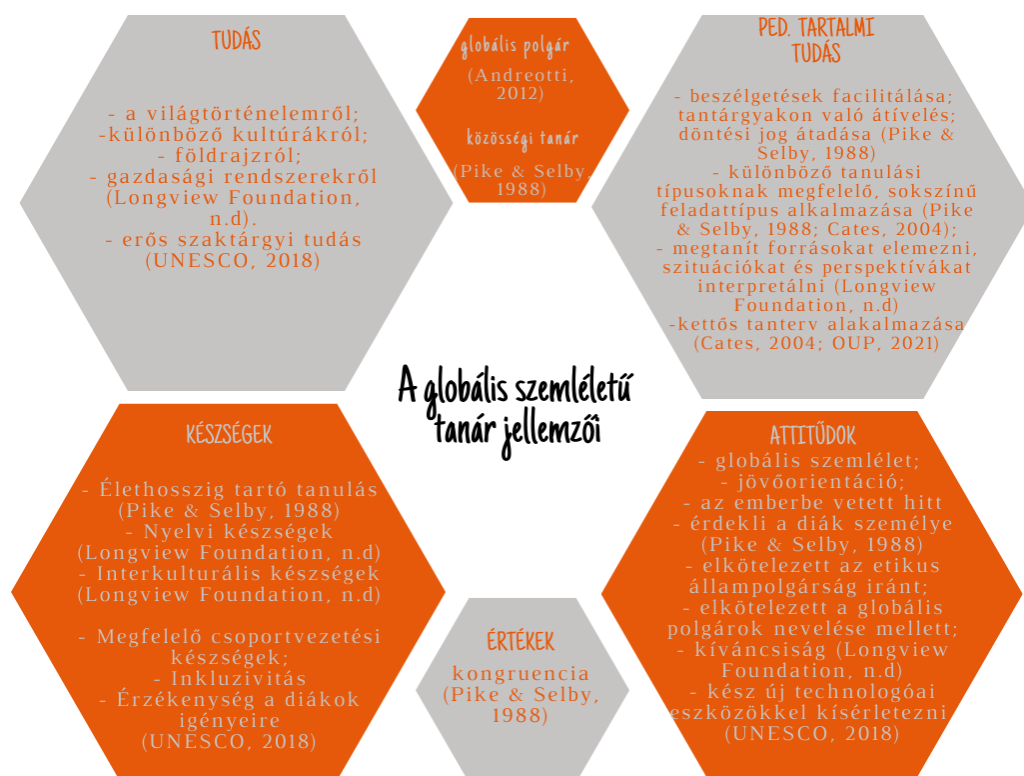 TUDÁS
- a világtörténelemről;
-különböző kultúrákról;
- földrajzról;
- gazdasági rendszerekről
(Longview Foundation,
n.d).
- erős szaktárgyi tudás
(UNESCO, 2018)
globális polgár
(Andreotti,
2012)
közösségi tanár
(Pike & Selby,
1988)
PED. TARTALMI
TUDÁS
- beszélgetések facilitálása;
tantárgyakon való átívelés;
döntési jog átadása (Pike &
Selby, 1988)
- különböző tanulási
típusoknak megfelelő, sokszínű
feladattípus alkalmazása (Pike
& Selby, 1988; Cates, 2004);
- megtanít forrásokat elemezni,
szituációkat és perspektívákat
interpretálni (Longview
Foundation, n.d)
-kettős tanterv alakalmazása
(Cates, 2004; OUP, 2021)
A globális szemléletű
tanár jellemzői
KÉSZSÉGEK
- Élethosszig tartó tanulás
(Pike & Selby, 1988)
- Nyelvi készségek
(Longview Foundation, n.d)
- Interkulturális készségek
(Longview Foundation, n.d)
- Megfelelő csoportvezetési
készségek;
- Inkluzivitás
- Érzékenység a diákok
igényeire
(UNESCO, 2018)
ÉRTÉKEK
kongruencia
(Pike & Selby,
1988)
ATTITŰDOK
- globális szemlélet;
- jövőorientáció;
- az emberbe vetett hitt
- érdekli a diák személye
(Pike & Selby, 1988)
- elkötelezett az etikus
állampolgárság iránt;
- elkötelezett a globális
polgárok nevelése mellett;
- kíváncsiság (Longview
Foundation, n.d)
- kész új technológáai
eszközökkel kísérletezni
(UNESCO, 2018)